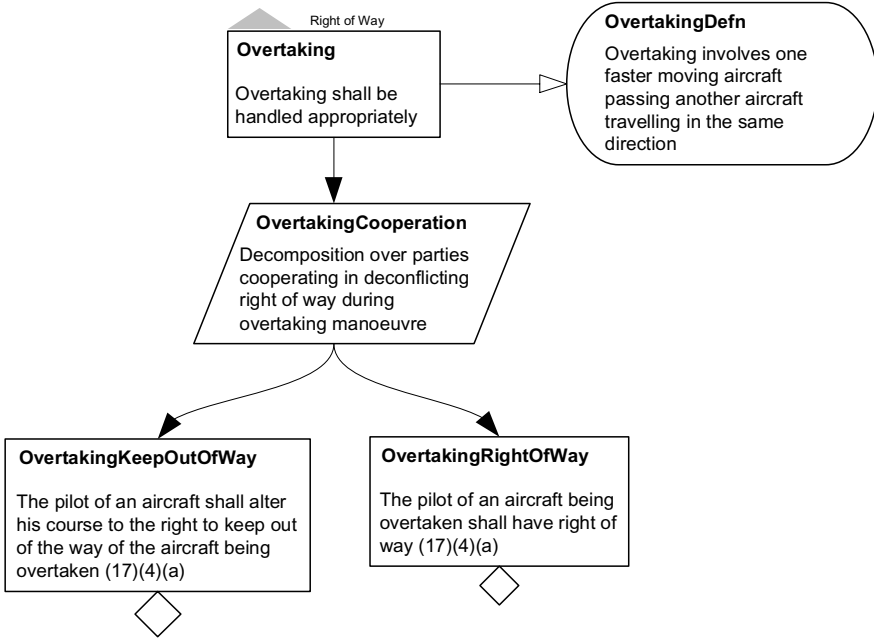 Right of Way
Overtaking
Overtaking shall be
handled appropriately
OvertakingDefn
Overtaking involves one
faster moving aircraft
passing another aircraft
travelling in the same
direction
OvertakingCooperation
Decomposition over parties
cooperating in deconflicting
right of way during
overtaking manoeuvre
OvertakingKeepOutOfWay
The pilot of an aircraft shall alter
his course to the right to keep out
of the way of the aircraft being
overtaken (17)(4)(a)
OvertakingRightOfWay
The pilot of an aircraft being
overtaken shall have right of
way (17)(4)(a)